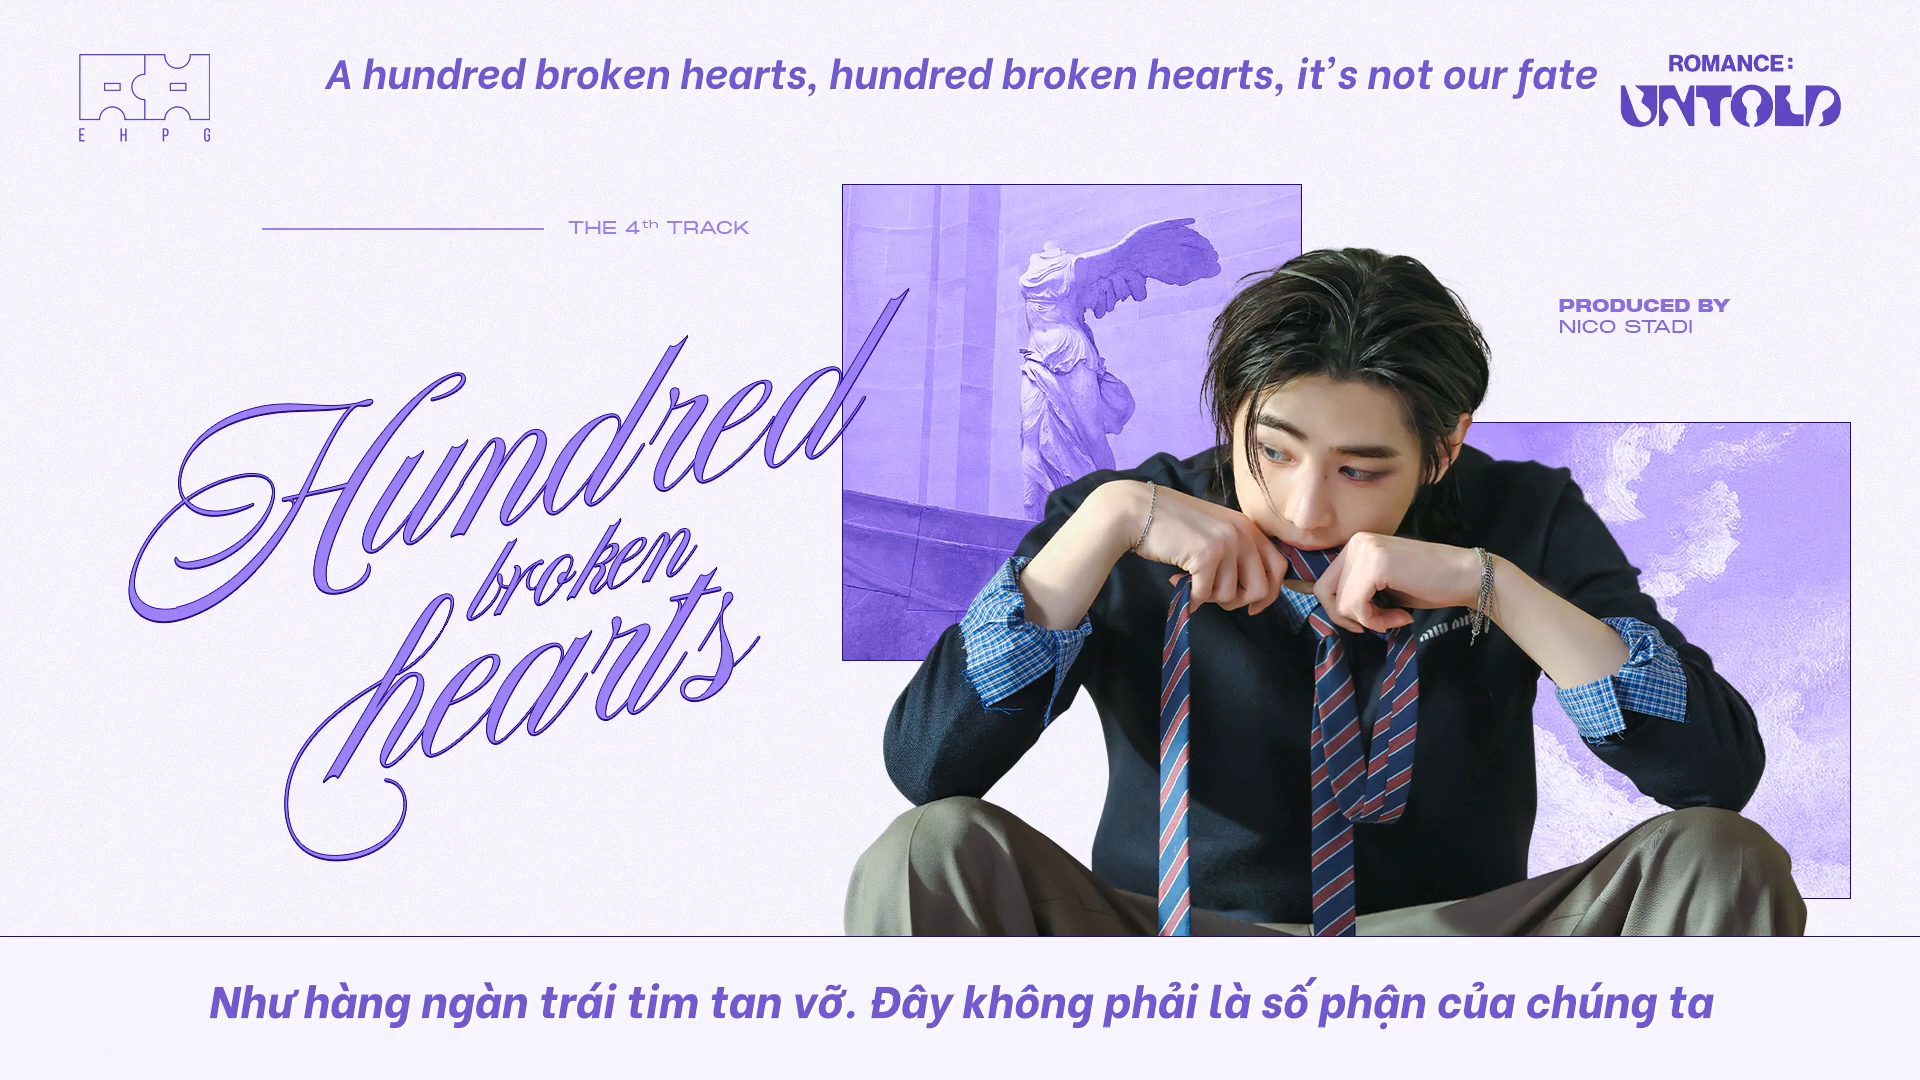 A hundred broken hearts, hundred broken hearts, it's not our fate
EHPG
ROMANCE:
UNTOLD
THE 4th TRACK
PRODUCED BY
NICO STADI
Hundred
broken
hearts
miu miu
Như hàng ngàn trái tim tan vỡ. Đây không phải là số phận của chúng ta